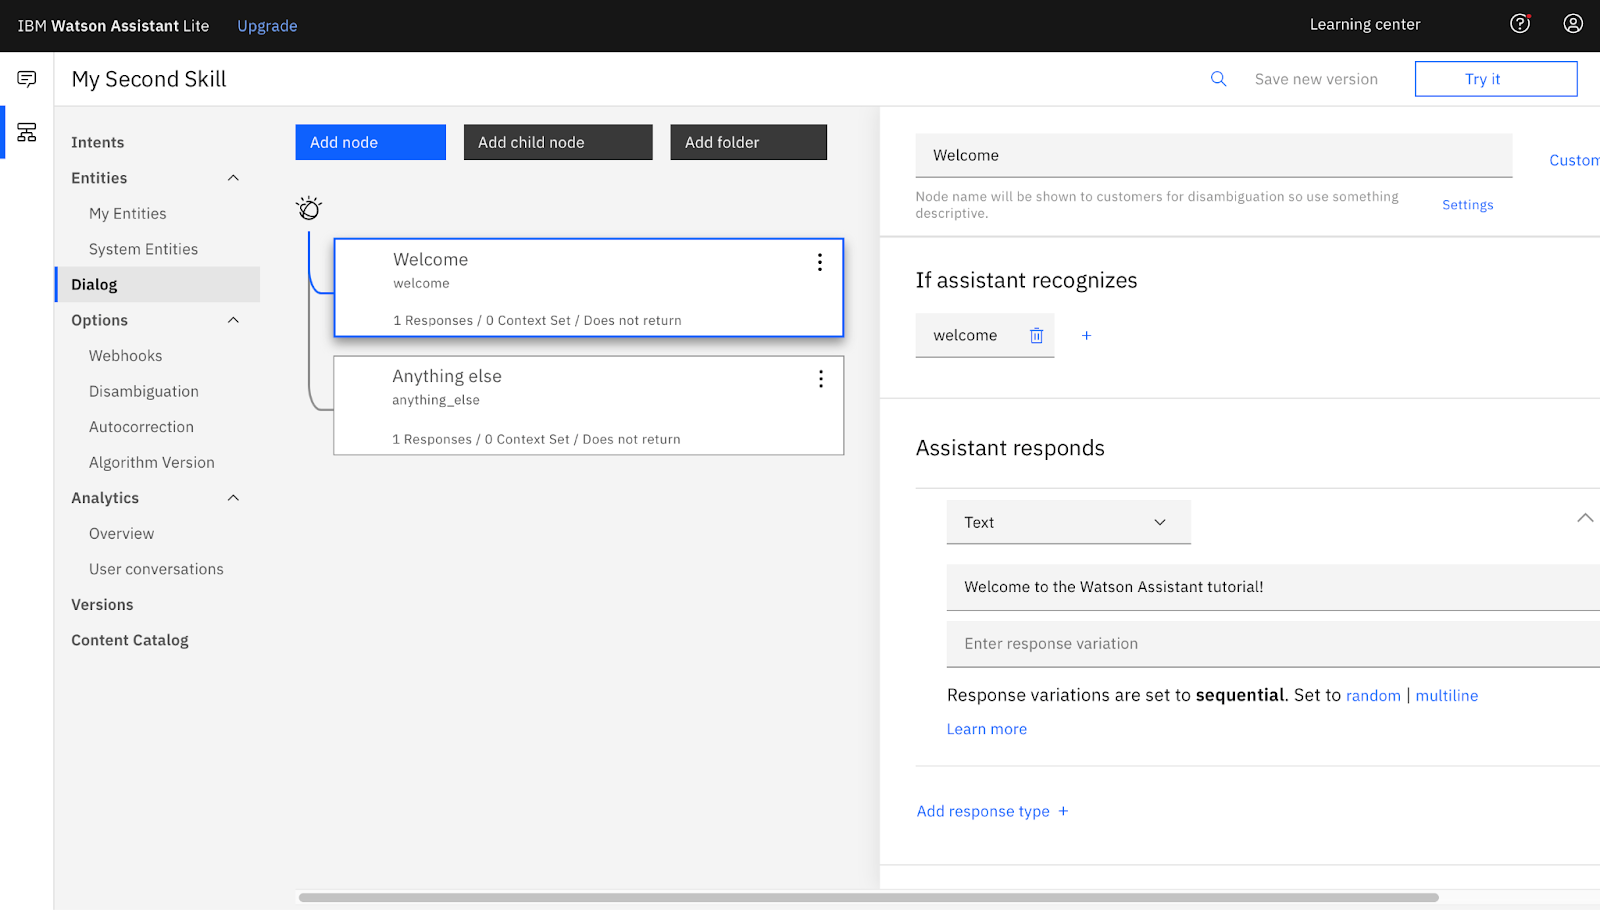 IBM Watson Assistant Lite Upgrade Learning center
My Second Skill Save new version Try it
Intents
Entities
My Entities
System Entities
Dialog
Options
Webhooks
Disambiguation
Autocorrection
Algorithm Version
Analytics
Overview
User conversations
Versions
Content Catalog
Add node Add child node Add folder
Welcome
welcome
1 Responses / 0 Context Set / Does not return
Anything else
anything_else
1 Responses / 0 Context Set / Does not return
Welcome
Custom
Node name will be shown to customers for disambiguation so use something
descriptive.
Settings
If assistant recognizes
welcome +
Assistant responds
Text
Welcome to the Watson Assistant tutorial!
Enter response variation
Response variations are set to sequential. Set to random | multiline
Learn more
Add response type +